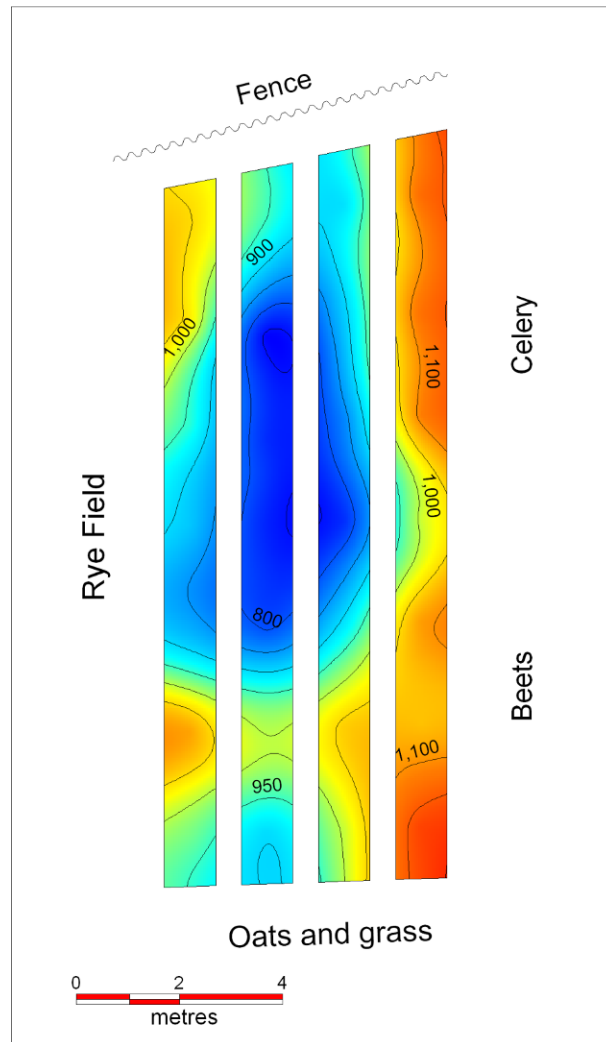 Fence
900
1,000
Celery
1,100
1,000
Rye Field
800
Beets
1,100
950
Oats and grass
0 2 4
metres